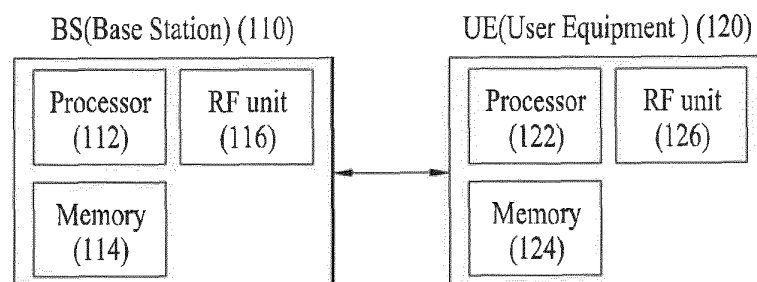 BS(Base Station) (110)
Processor
(112)
RF unit
(116)
Memory
(114)
UE(User Equipment ) (120)
Processor
(122)
RF unit
(126)
Memory
(124)